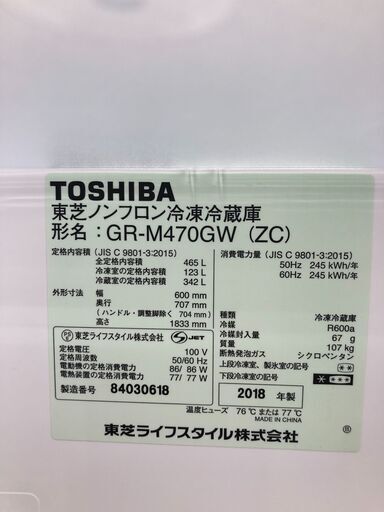 TOSHIBA
東芝ノンフロン冷凍冷蔵庫
形名：GR-M470GW (ZC)
定格内容積（JIS C 9801-3:2015）
全定格内容積 465 L
冷凍室の定格内容積 123 L
冷蔵室の定格内容積 342 L
外形寸法 幅 600 mm
奥行 707 mm
（ハンドル・調整脚除く 704 mm）
高さ 1833 mm
消費電力量（JIS C 9801-3:2015）
50Hz 245 kWh/年
60Hz 245 kWh/年
PSE 東芝ライフスタイル株式会社 S JET
定格電圧 100 V
定格周波数 50/60 Hz
電動機の定格消費電力 86/ 86 W
電熱装置の定格消費電力 77/ 77 W
製造番号 84030618
種類
冷媒 R600a
冷媒封入量 67 g
質量 107 kg
断熱発泡ガス シクロペンタン
上段冷凍室、製氷室の記号 **
下段冷凍室の記号 * ***
2018 年製
温度ヒューズ 76 ℃ または 77 ℃
MADE IN CHINA
東芝ライフスタイル株式会社 Ⓡ